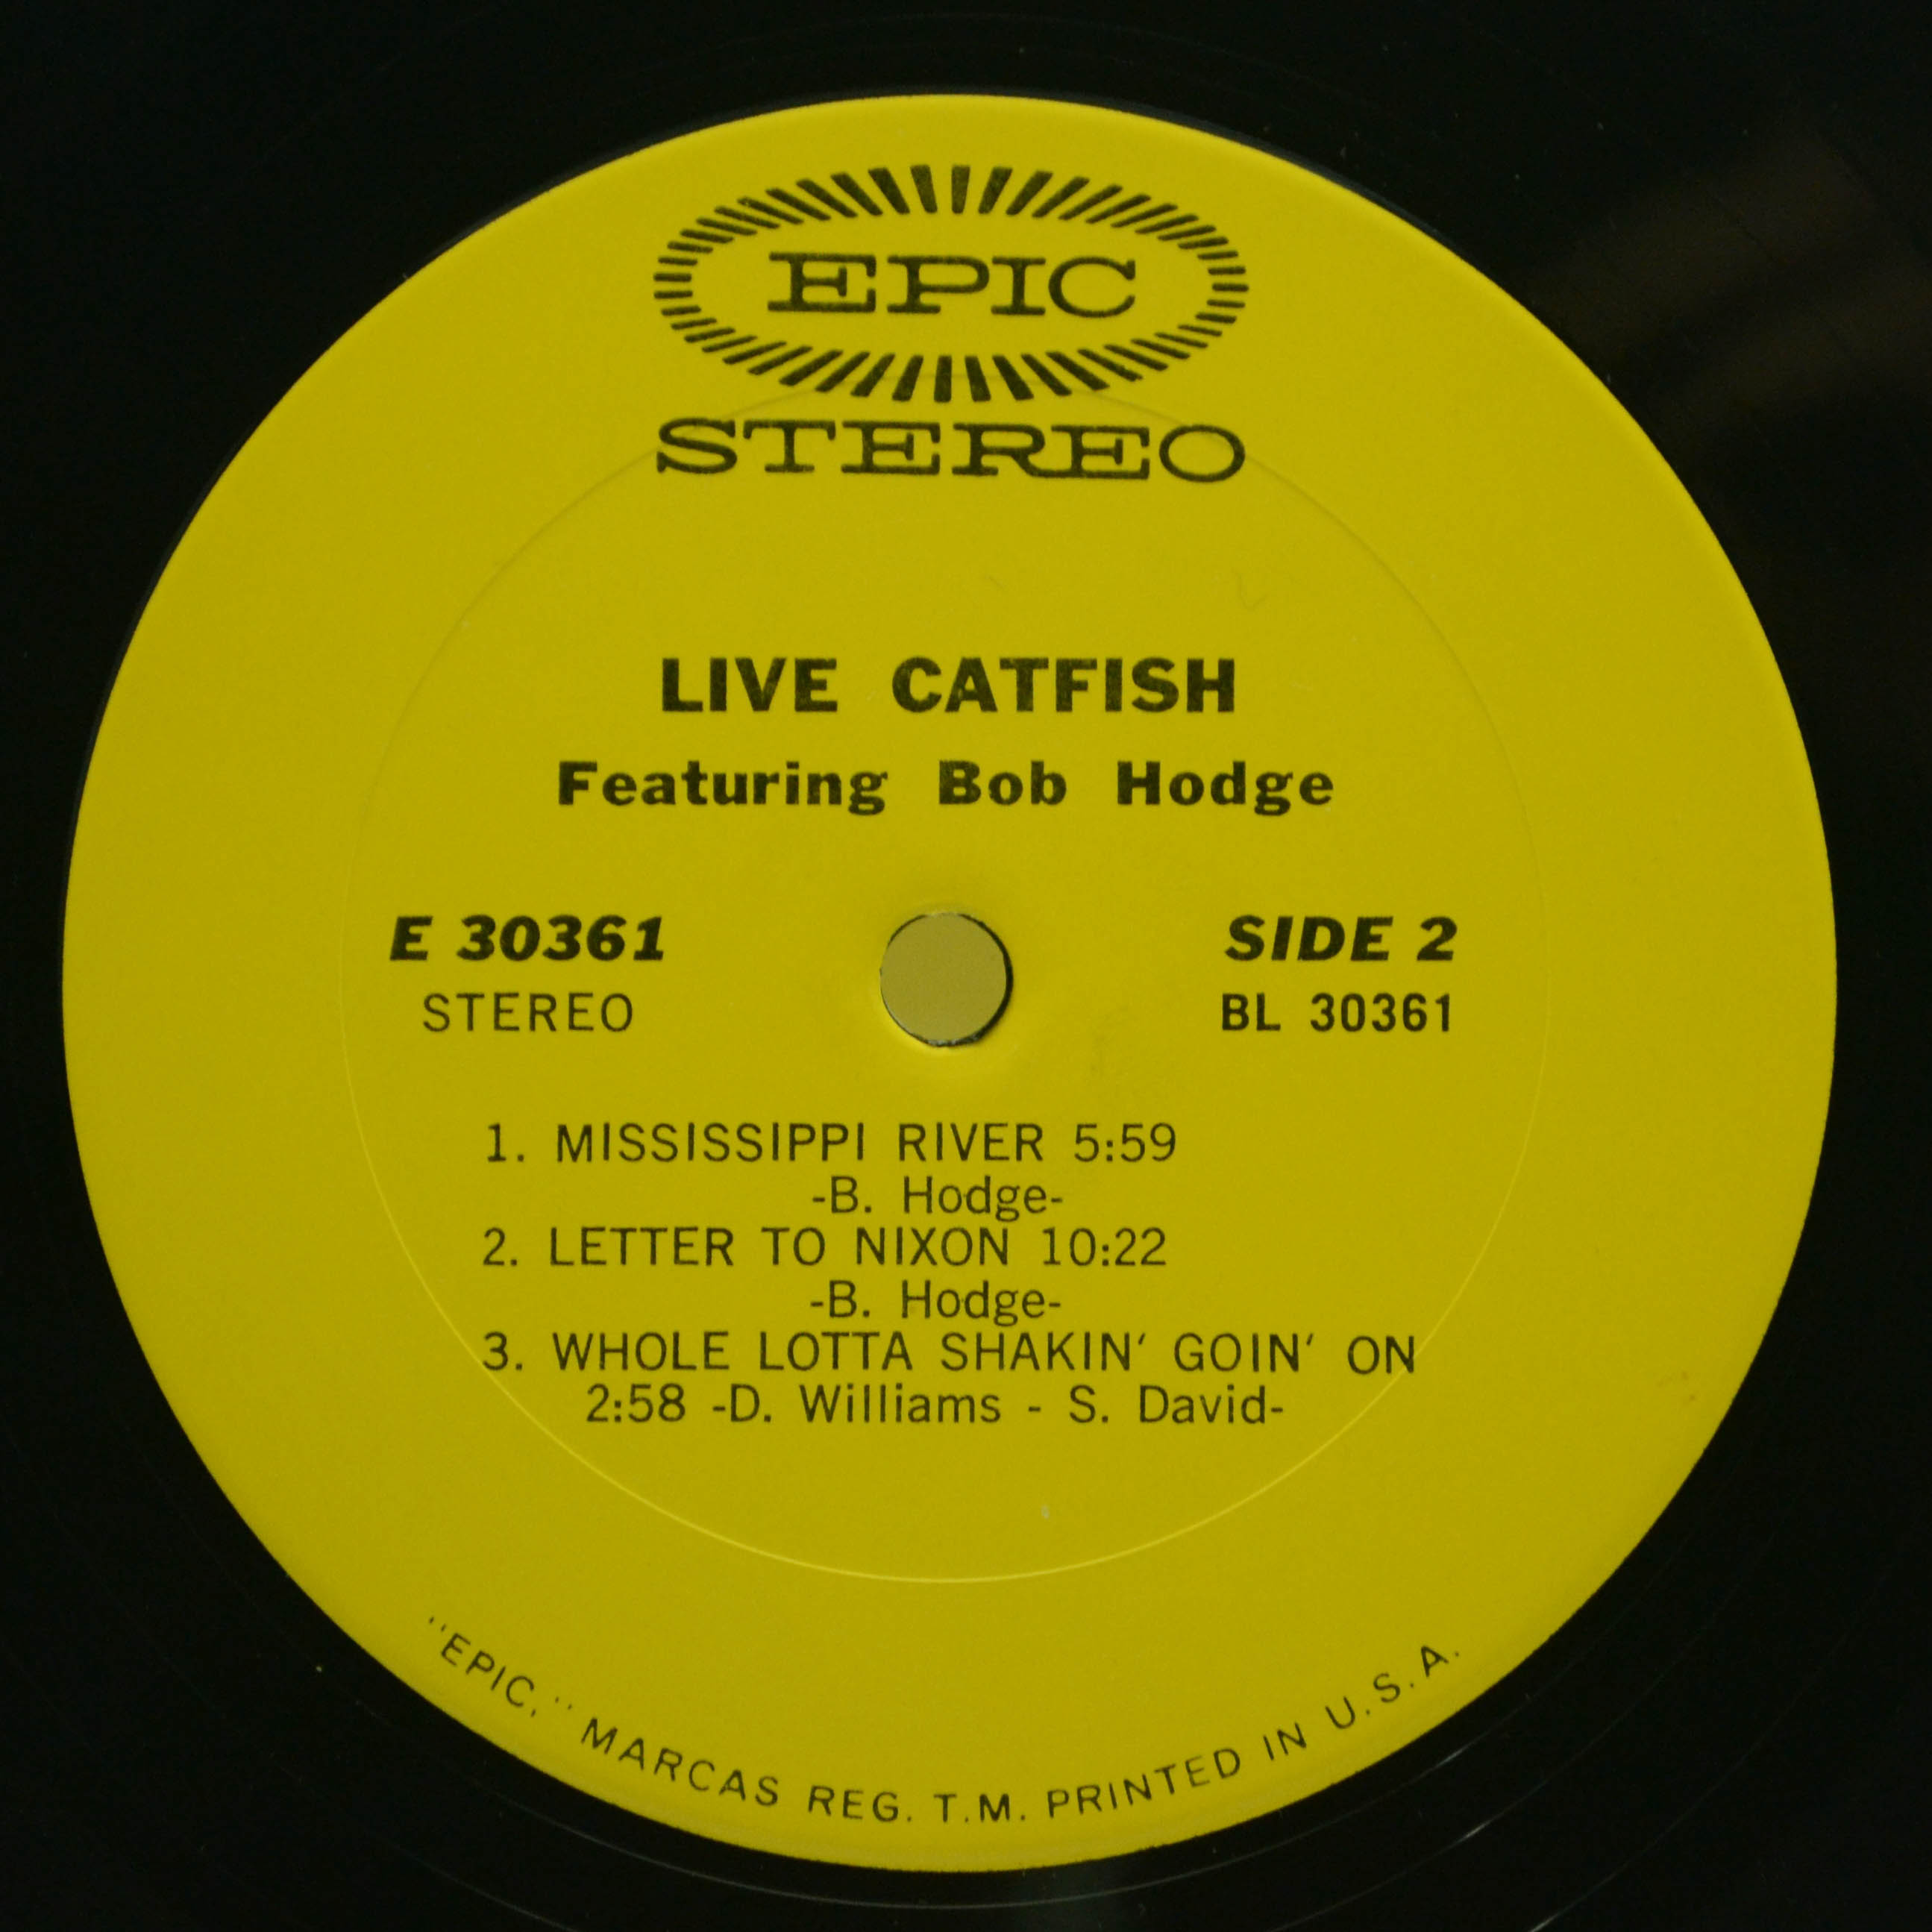 EPIC
STEREO
LIVE CATFISH
Featuring Bob Hodge
E 30361
STEREO
SIDE 2
BL 30361
1. MISSISSIPPI RIVER 5:59
-B. Hodge-
2. LETTER TO NIXON 10:22
-B. Hodge-
3. WHOLE LOTTA SHAKIN' GOIN' ON
2:58 -D. Williams - S. David-
"EPIC," MARCAS REG. T.M. PRINTED IN U.S.A.